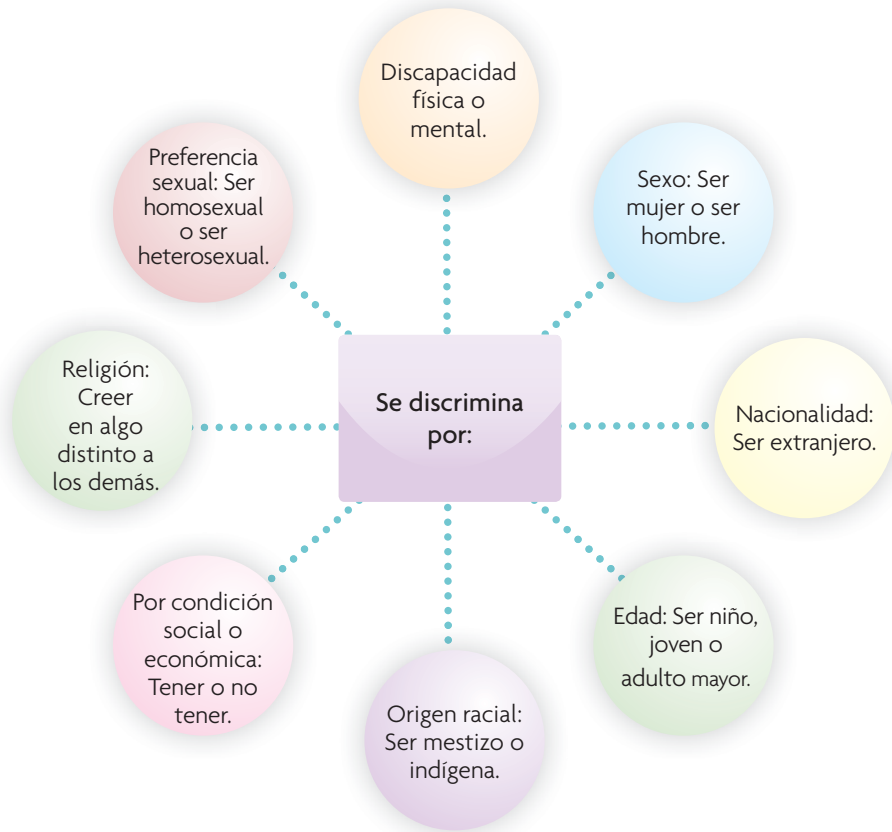 Discapacidad
física o
mental.
Preferencia
sexual: Ser
homosexual
o ser
heterosexual.
Sexo: Ser
mujer o ser
hombre.
Religión:
Creer
en algo
distinto a
los demás.
Se discrimina
por:
Nacionalidad:
Ser extranjero.
Por condición
social o
económica:
Tener o no
tener.
Edad: Ser niño,
joven o
adulto mayor.
Origen racial:
Ser mestizo o
indígena.